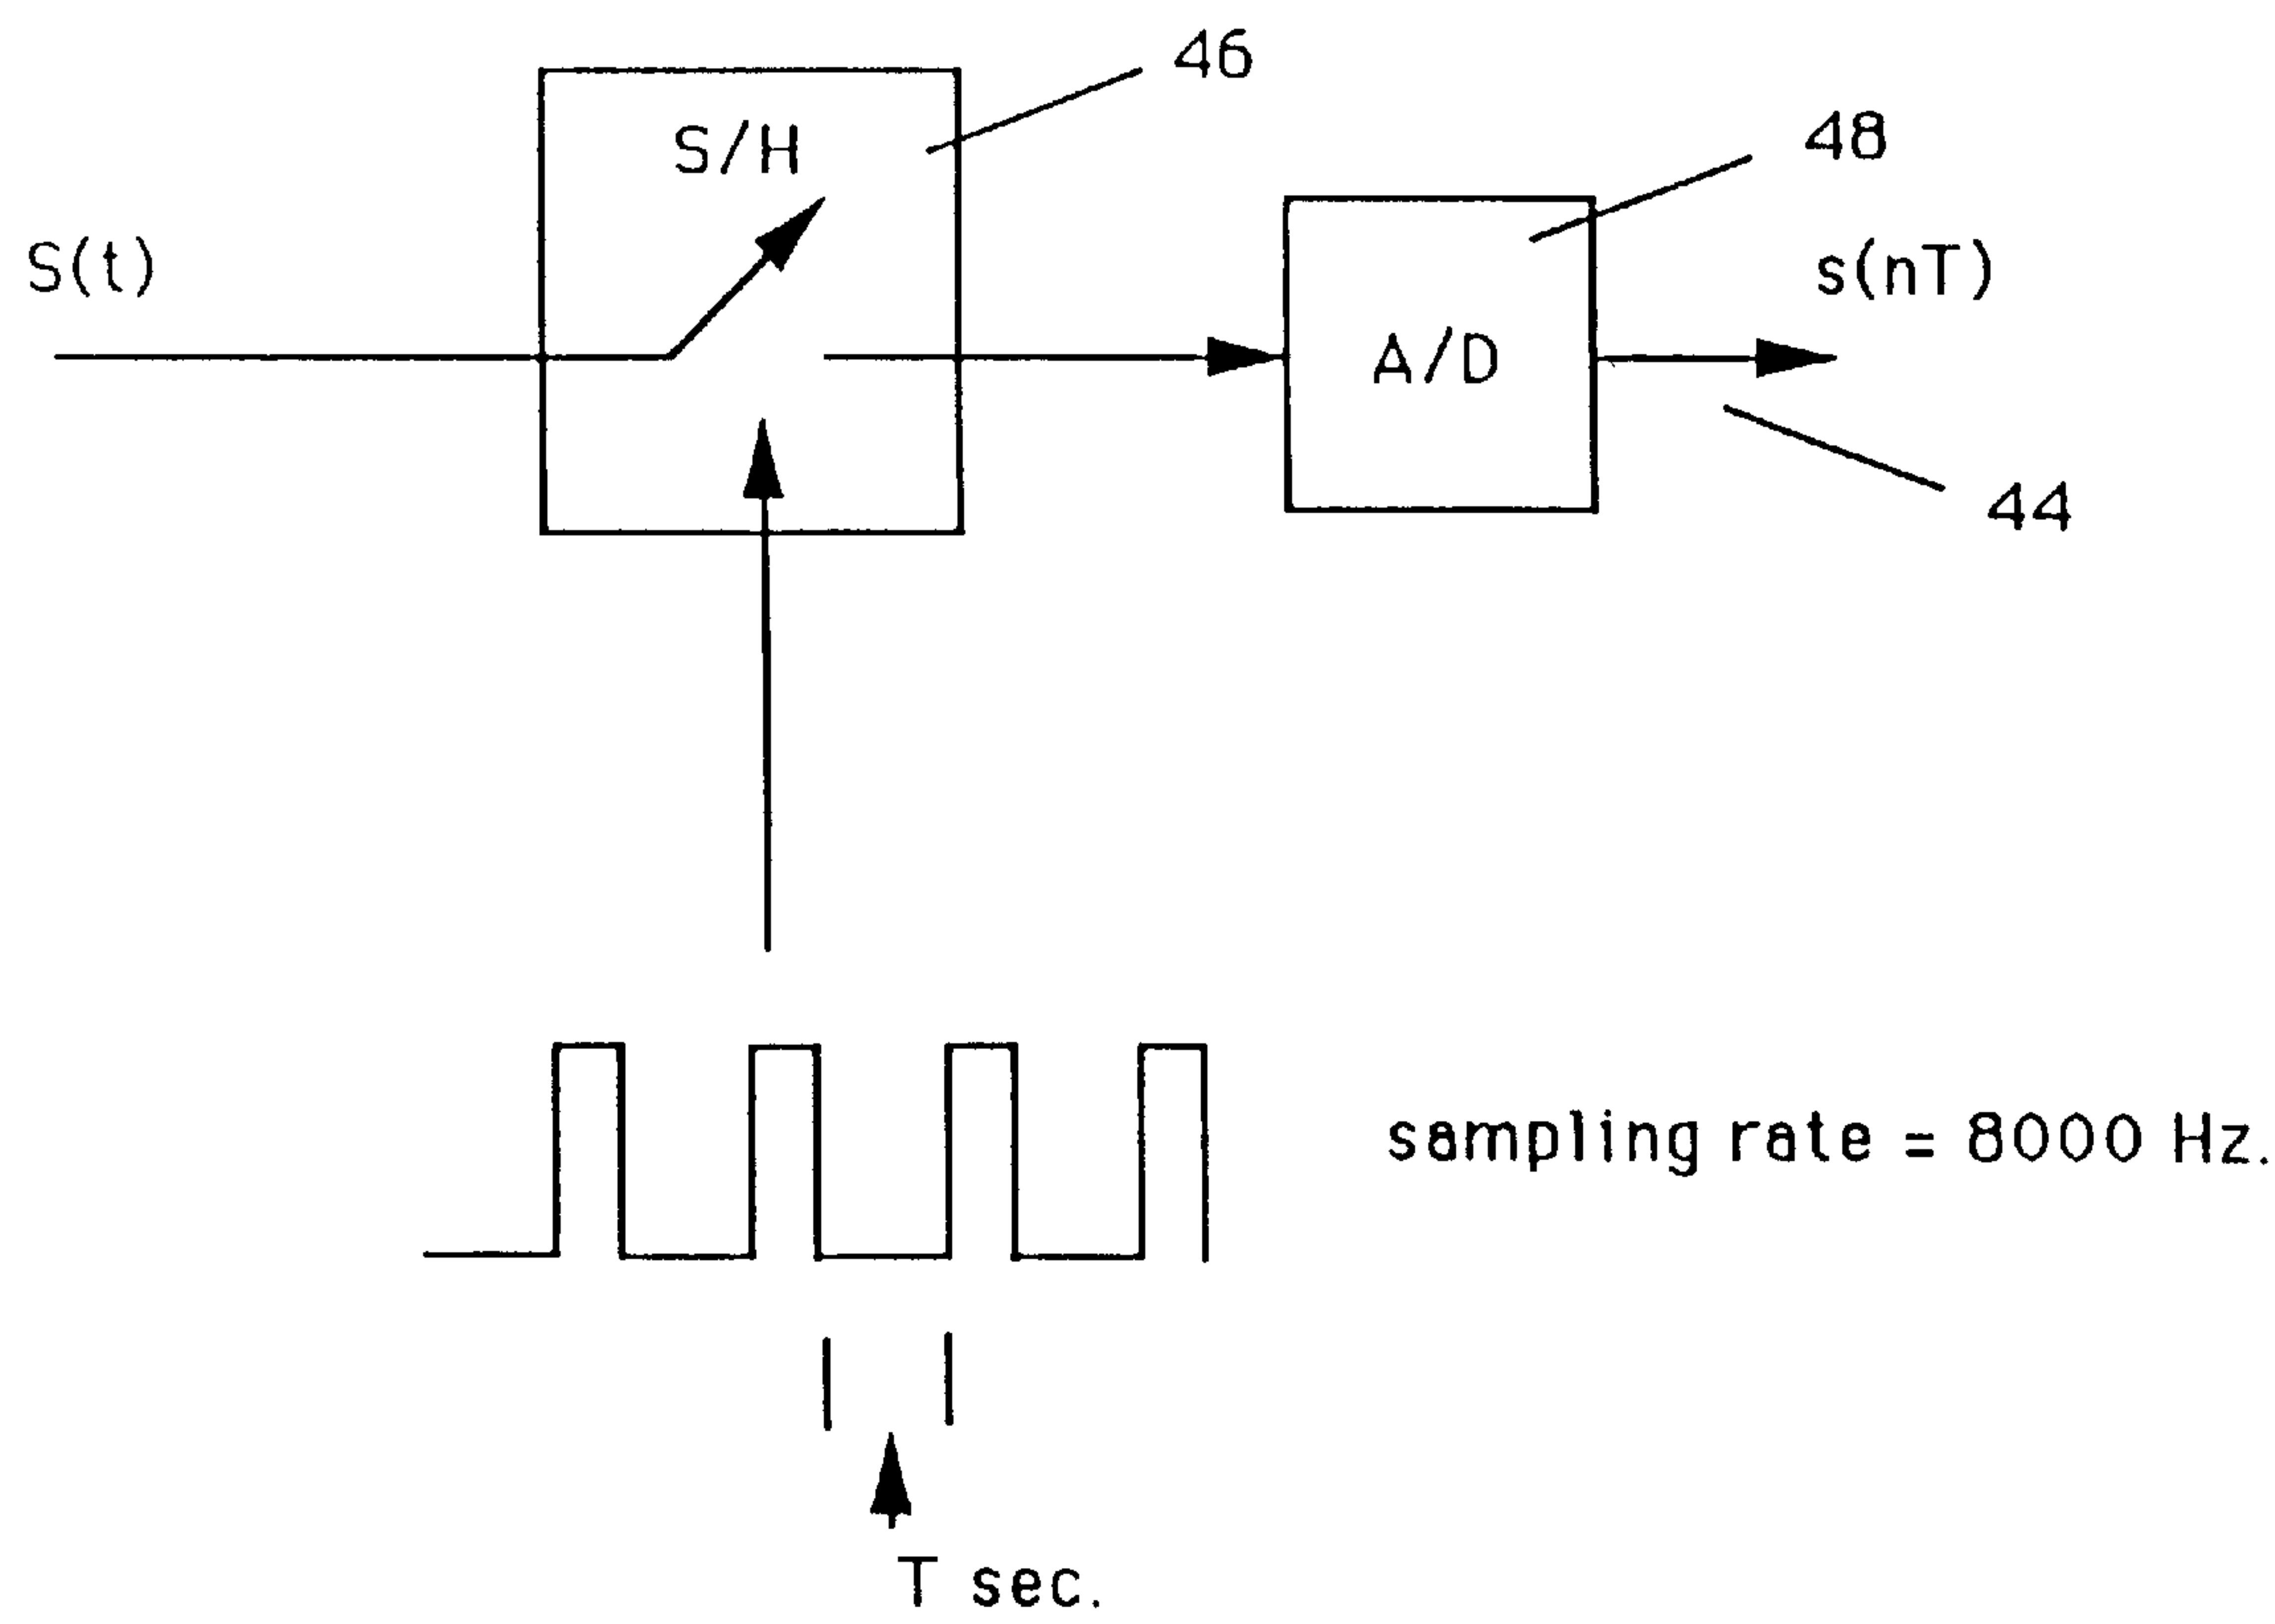 46
S/H
48
S(t)
s(nT)
A/D
44
sampling rate = 8000 Hz.
T sec.